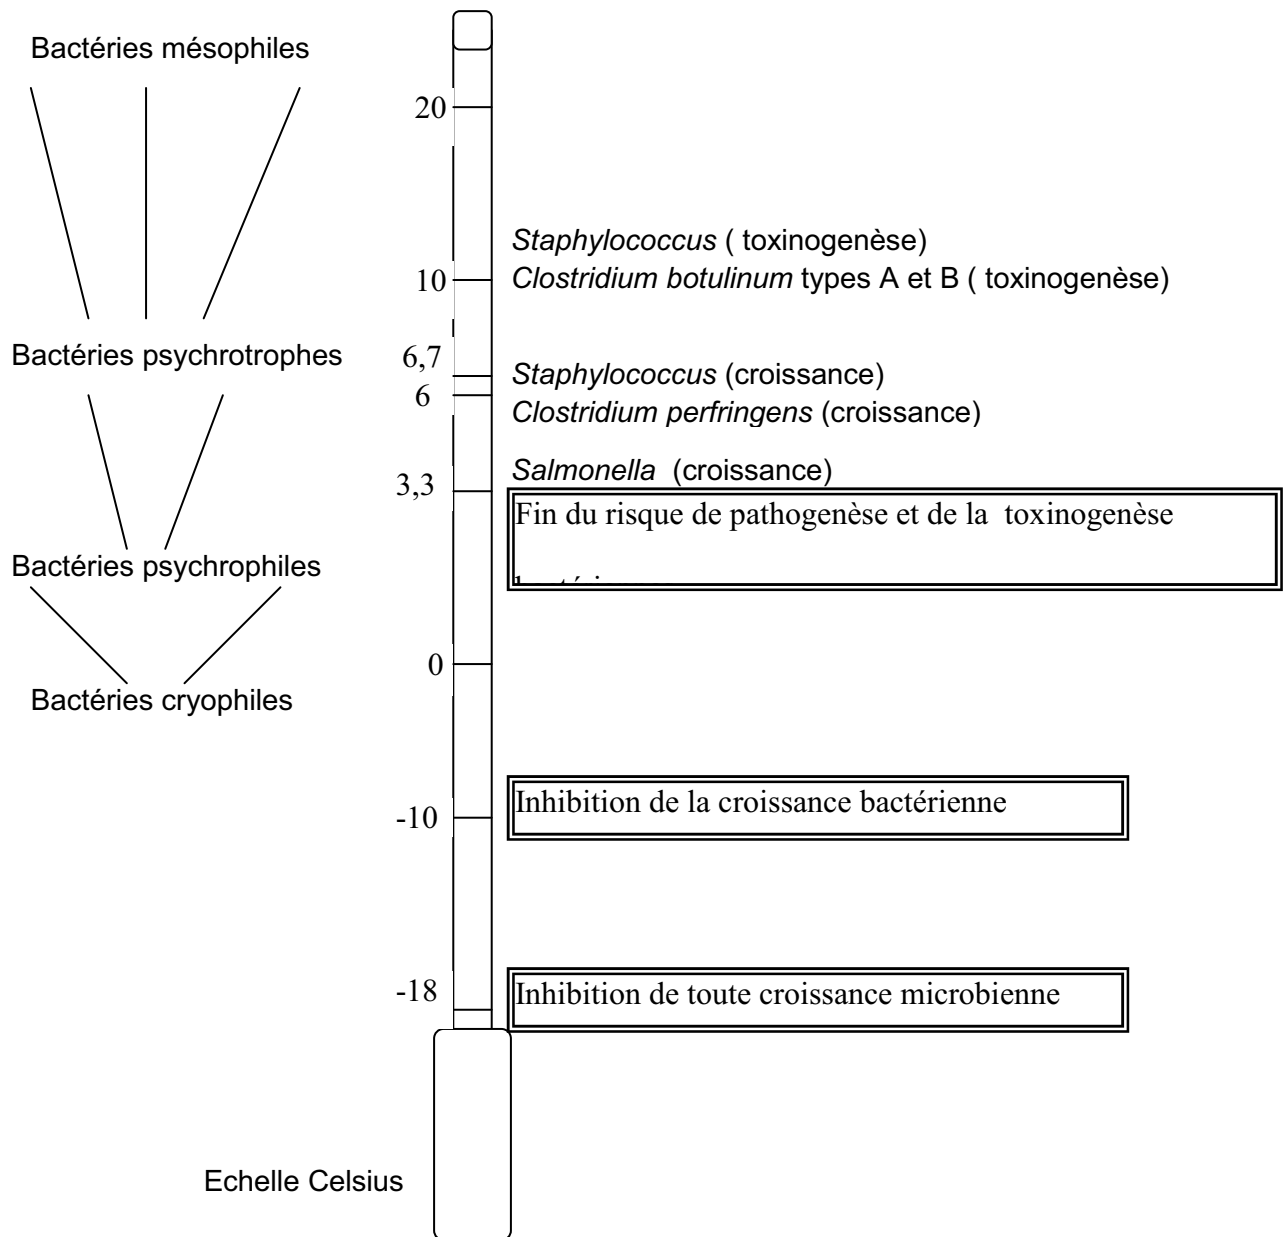 Bactéries mésophiles
20
Staphylococcus ( toxinogenèse)
10
Clostridium botulinum types A et B ( toxinogenèse)
Bactéries psychrotrophes
6,7
Staphylococcus (croissance)
6
Clostridium perfringens (croissance)
Salmonella (croissance)
3,3
Fin du risque de pathogenèse et de la toxinogenèse
Bactéries psychrophiles
0
Bactéries cryophiles
Inhibition de la croissance bactérienne
-10
-18
Inhibition de toute croissance microbienne
Echelle Celsius